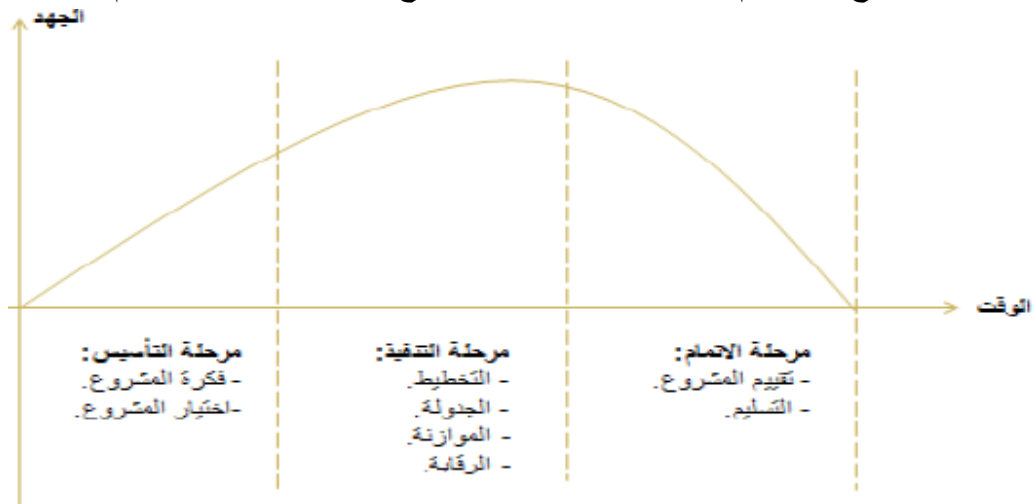 الجهد
الوقت
مرحلة التأسيس:
- فكرة المشروع.
-اختيار المشروع.
مرحلة التنفيذ:
- التخطيط.
- الجدولة.
- الموازنة.
- الرقابة.
مرحلة الاتمام:
- تقييم المشروع.
- التسليم.